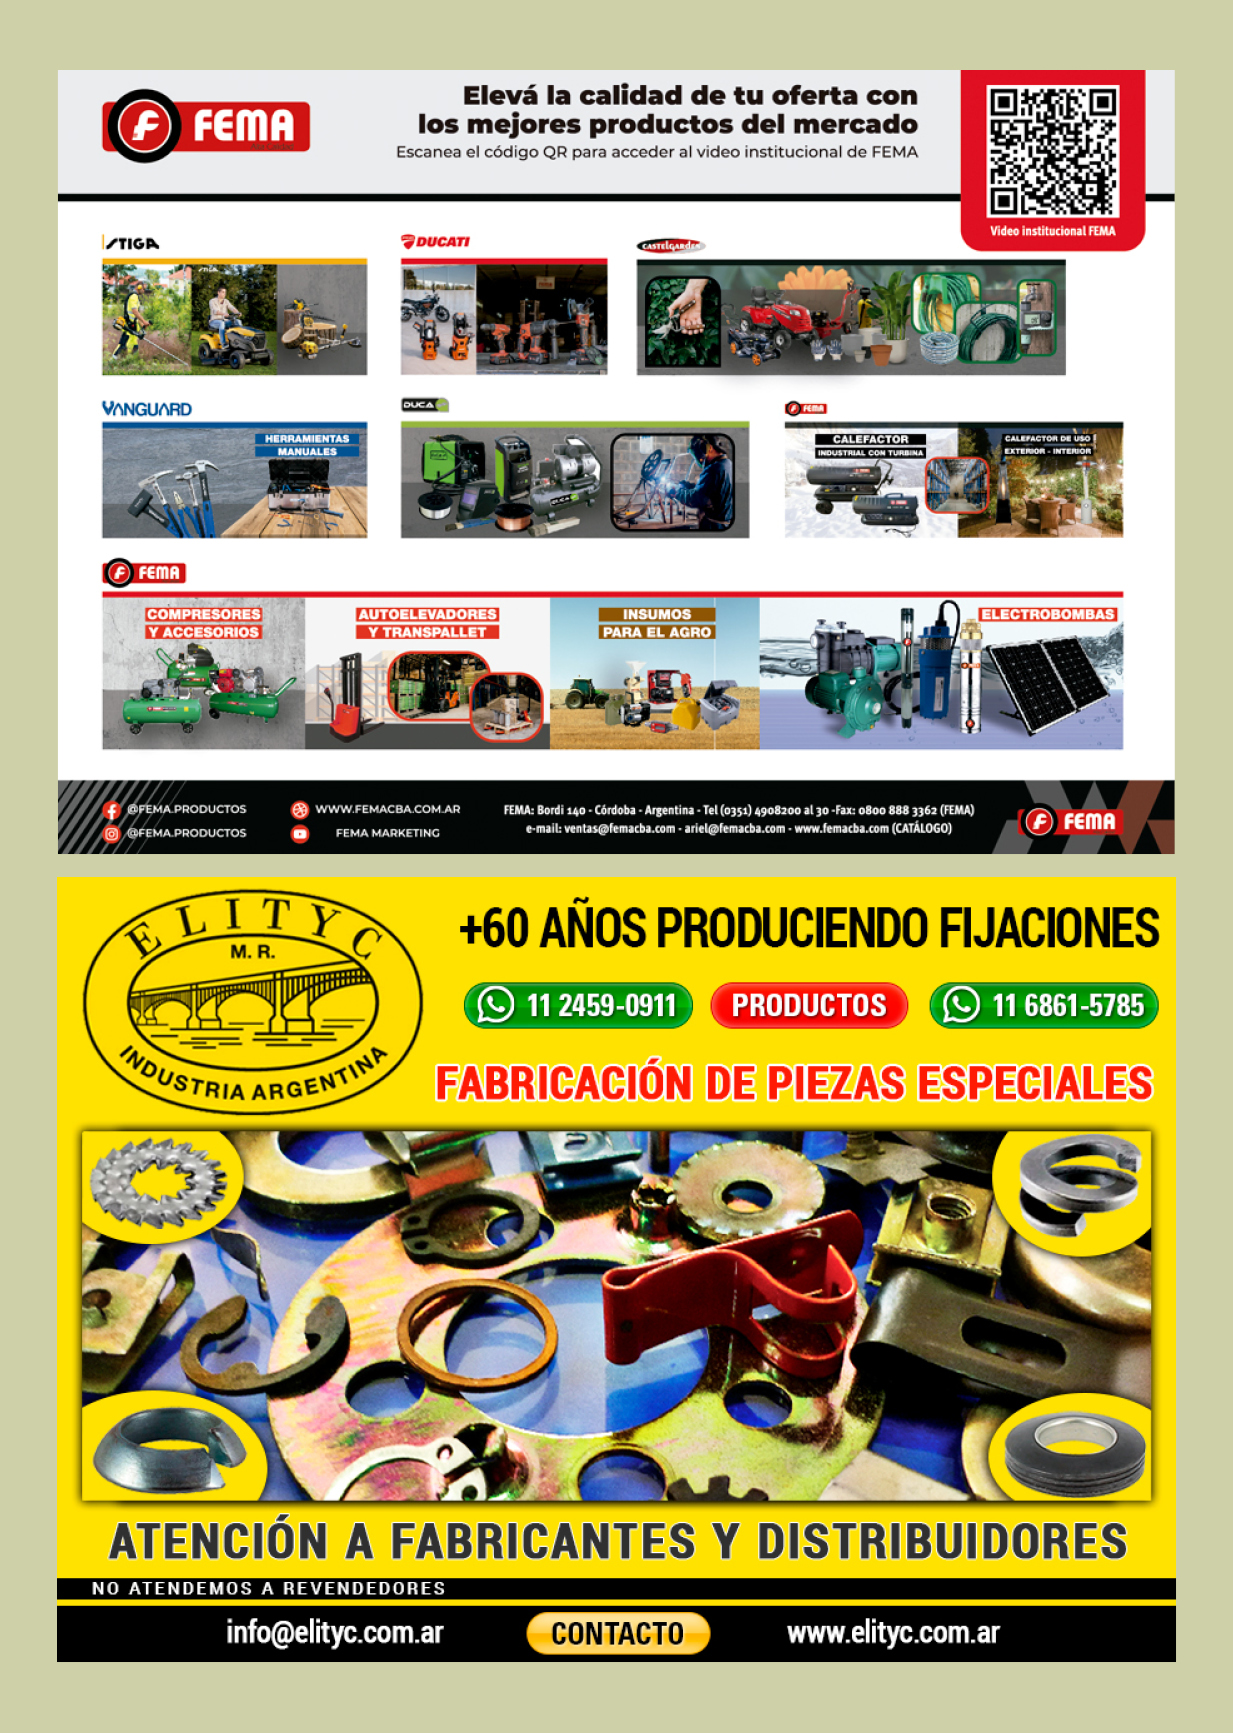 FEMA
Elevá la calidad de tu oferta con
los mejores productos del mercado
Escanea el código QR para acceder al video institucional de FEMA
Video institucional FEMA
STIGA
DUCATI
CASTELGARDEN
VANGUARD
HERRAMIENTAS
MANUALES
DUCA
FEMA
CALEFACTOR
INDUSTRIAL CON TURBINA
CALEFACTOR DE USO
EXTERIOR - INTERIOR
FEMA
COMPRESORES
Y ACCESORIOS
AUTOELEVADORES
Y TRANSPALLET
INSUMOS
PARA EL AGRO
ELECTROBOMBAS
@FEMA.PRODUCTOS
@FEMA.PRODUCTOS
WWW.FEMACBA.COM.AR
FEMA MARKETING
FEMA: Bordi 140 - Córdoba - Argentina - Tel (0351) 4908200 al 30 -Fax: 0800 888 3362 (FEMA)
e-mail: ventas@femacba.com - ariel@femacba.com - www.femacba.com (CATÁLOGO)
FEMA
ELITYC
M. R.
INDUSTRIA ARGENTINA
+60 AÑOS PRODUCIENDO FIJACIONES
11 2459-0911
PRODUCTOS
11 6861-5785
FABRICACIÓN DE PIEZAS ESPECIALES
ATENCIÓN A FABRICANTES Y DISTRIBUIDORES
NO ATENDEMOS A REVENDEDORES
info@elityc.com.ar
CONTACTO
www.elityc.com.ar